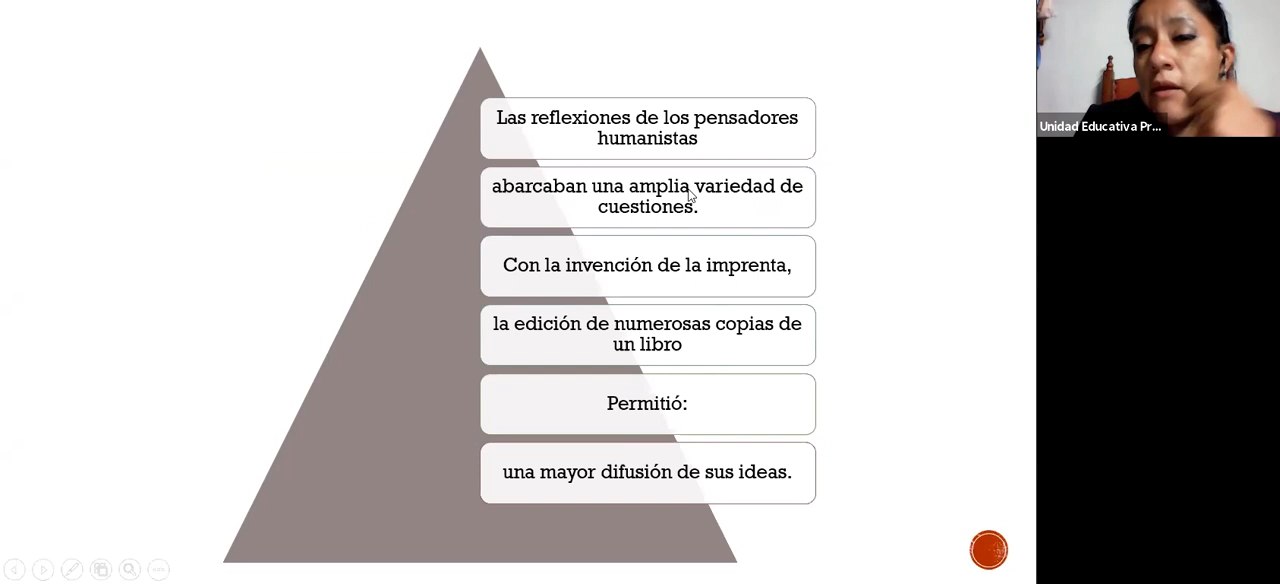 Las reflexiones de los pensadores
humanistas
abarcaban una amplia variedad de
cuestiones.
Con la invención de la imprenta,
la edición de numerosas copias de
un libro
Permitió:
una mayor difusión de sus ideas.
Unidad Educativa Pr...